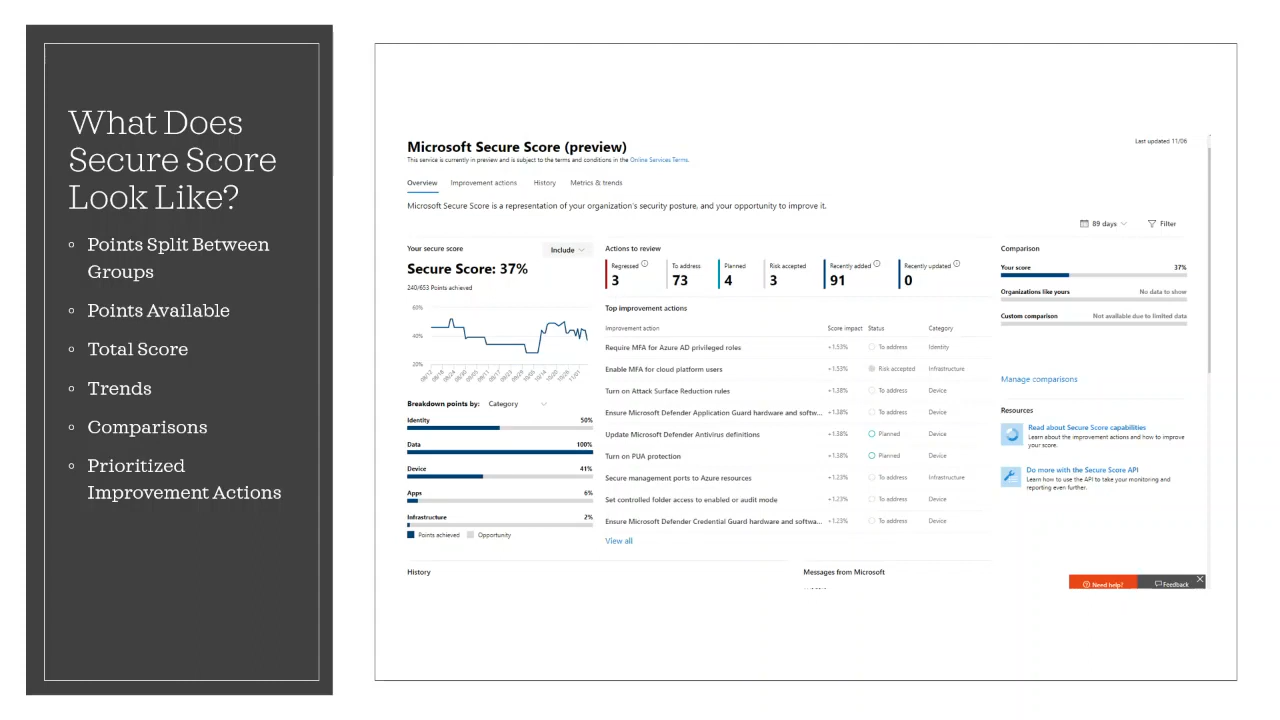 What Does
Secure Score
Look Like?
Points Split Between
Groups
Points Available
Total Score
Trends
Comparisons
Prioritized
Improvement Actions
Microsoft Secure Score (preview)
Last updated 11/06
This service is currently in preview and is subject to the terms and conditions in the Online Services Terms.
Overview Improvement actions History Metrics & trends
Microsoft Secure Score is a representation of your organization's security posture, and your opportunity to improve it.
89 days Filter
Your secure score Include
Secure Score: 37%
240/653 Points achieved
60%
40%
20%
Breakdown points by: Category
Identity 50%
Data 100%
Device 41%
Apps 6%
Infrastructure 2%
Points achieved Opportunity
History
Actions to review
Regressed To address Planned Risk accepted Recently added Recently updated
3 73 4 3 91 0
Top improvement actions
Improvement action Score impact Status Category
Require MFA for Azure AD privileged roles +1.53% To address Identity
Enable MFA for cloud platform users +1.53% Risk accepted Infrastructure
Turn on Attack Surface Reduction rules +1.38% To address Device
Ensure Microsoft Defender Application Guard hardware and softw... +1.38% To address Device
Update Microsoft Defender Antivirus definitions +1.38% Planned Device
Turn on PUA protection +1.38% Planned Device
Secure management ports to Azure resources +1.23% To address Infrastructure
Set controlled folder access to enabled or audit mode +1.23% To address Device
Ensure Microsoft Defender Credential Guard hardware and softwa... +1.23% To address Device
View all
Messages from Microsoft
Comparison
Your score 37%
Organizations like yours No data to show
Custom comparison Not available due to limited data
Manage comparisons
Resources
Read about Secure Score capabilities
Learn about the improvement actions and how to improve
your score.
Do more with the Secure Score API
Learn how to use the API to take your monitoring and
reporting even further.
Need help? Feedback